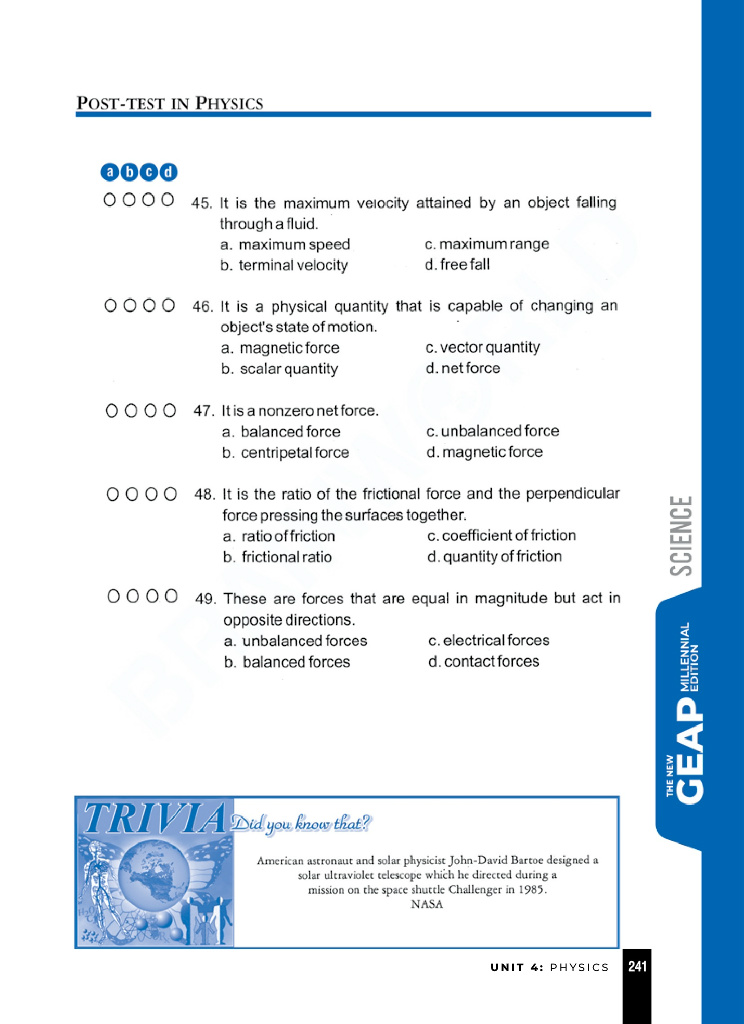 POST-TEST IN PHYSICS
a b c d
45. It is the maximum velocity attained by an object falling
through a fluid.
a. maximum speed c. maximum range
b. terminal velocity d. free fall
46. It is a physical quantity that is capable of changing an
object's state of motion.
a. magnetic force c. vector quantity
b. scalar quantity d. net force
47. It is a nonzero net force.
a. balanced force c. unbalanced force
b. centripetal force d. magnetic force
48. It is the ratio of the frictional force and the perpendicular
force pressing the surfaces together.
a. ratio of friction c. coefficient of friction
b. frictional ratio d. quantity of friction
49. These are forces that are equal in magnitude but act in
opposite directions.
a. unbalanced forces c. electrical forces
b. balanced forces d. contact forces
SCIENCE
THE NEW
GEAP
MILLENNIAL
EDITION
TRIVIA Did you know that?
American astronaut and solar physicist John-David Bartoe designed a
solar ultraviolet telescope which he directed during a
mission on the space shuttle Challenger in 1985.
NASA
UNIT 4: PHYSICS 241